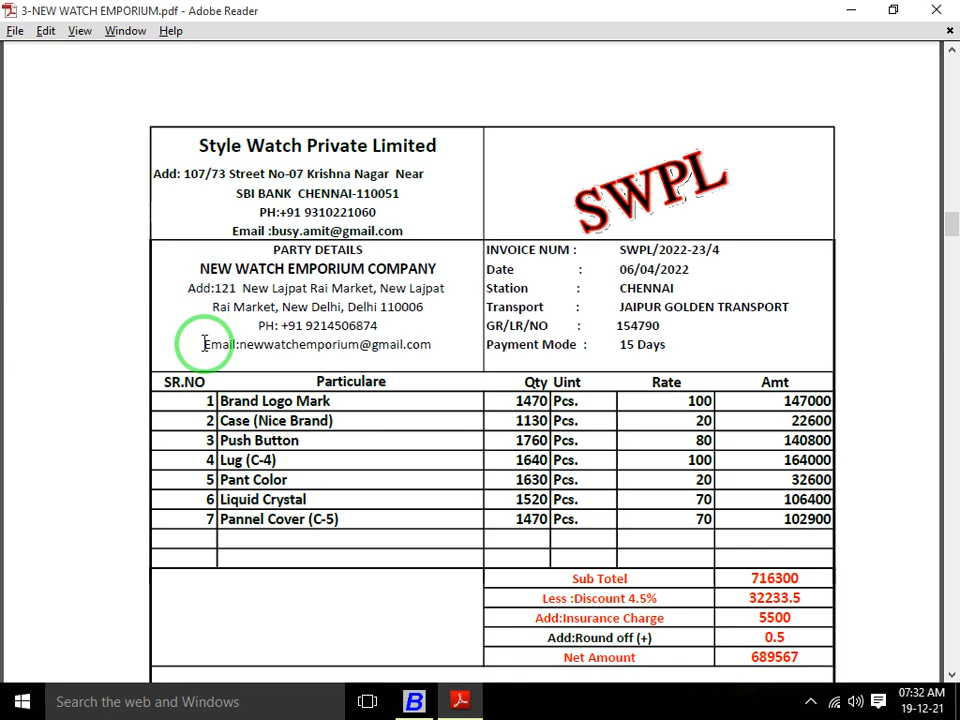 3-NEW WATCH EMPORIUM.pdf - Adobe Reader
File Edit View Window Help
Style Watch Private Limited
Add: 107/73 Street No-07 Krishna Nagar Near
SBI BANK CHENNAI-110051
PH:+91 9310221060
Email :busy.amit@gmail.com
SWPL
PARTY DETAILS
NEW WATCH EMPORIUM COMPANY
Add:121 New Lajpat Rai Market, New Lajpat
Rai Market, New Delhi, Delhi 110006
PH: +91 9214506874
Email:newwatchemporium@gmail.com
INVOICE NUM : SWPL/2022-23/4
Date : 06/04/2022
Station : CHENNAI
Transport : JAIPUR GOLDEN TRANSPORT
GR/LR/NO : 154790
Payment Mode : 15 Days
SR.NO Particulare Qty Uint Rate Amt
1 Brand Logo Mark 1470 Pcs. 100 147000
2 Case (Nice Brand) 1130 Pcs. 20 22600
3 Push Button 1760 Pcs. 80 140800
4 Lug (C-4) 1640 Pcs. 100 164000
5 Pant Color 1630 Pcs. 20 32600
6 Liquid Crystal 1520 Pcs. 70 106400
7 Pannel Cover (C-5) 1470 Pcs. 70 102900
Sub Totel 716300
Less :Discount 4.5% 32233.5
Add:Insurance Charge 5500
Add:Round off (+) 0.5
Net Amount 689567
Search the web and Windows
B
07:32 AM
19-12-21